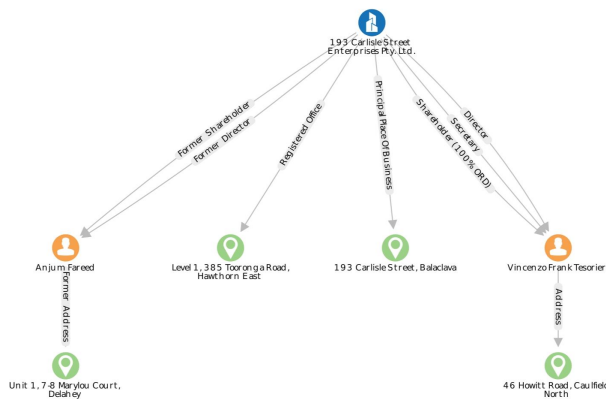 193 Carlisle Street
Enterprises Pty. Ltd.
Former Shareholder
Former Director
Registered Office
Principal Place Of Business
Shareholder (100% ORD)
Secretary
Director
Anjum Fareed
Level 1, 385 Tooronga Road,
Hawthorn East
193 Carlisle Street, Balaclava
Vincenzo Frank Tesorier
Former Address
Address
Unit 1, 7-8 Marylou Court,
Delahey
46 Howitt Road, Caulfield
North